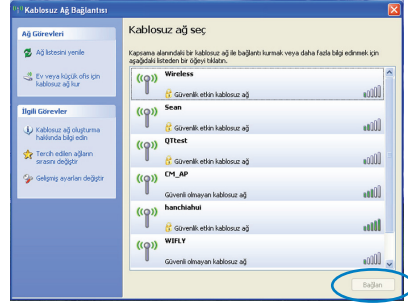 Kablosuz Ağ Bağlantısı
Ağ Görevleri
Ağ listesini yenile
Ev veya küçük ofis için
kablosuz ağ kur
İlgili Görevler
Kablosuz ağ oluşturma
hakkında bilgi edin
Tercih edilen ağların
sırasını değiştir
Gelişmiş ayarları değiştir
Kablosuz ağ seç
Kapsama alanındaki bir kablosuz ağ ile bağlantı kurmak veya daha fazla bilgi edinmek için
aşağıdaki listeden bir öğeyi tıklatın.
Wireless
Güvenlik etkin kablosuz ağ
Sean
Güvenlik etkin kablosuz ağ
QTtest
Güvenlik etkin kablosuz ağ
CM_AP
Güvenli olmayan kablosuz ağ
hanchiahui
Güvenlik etkin kablosuz ağ
WIFLY
Güvenli olmayan kablosuz ağ
Bağlan